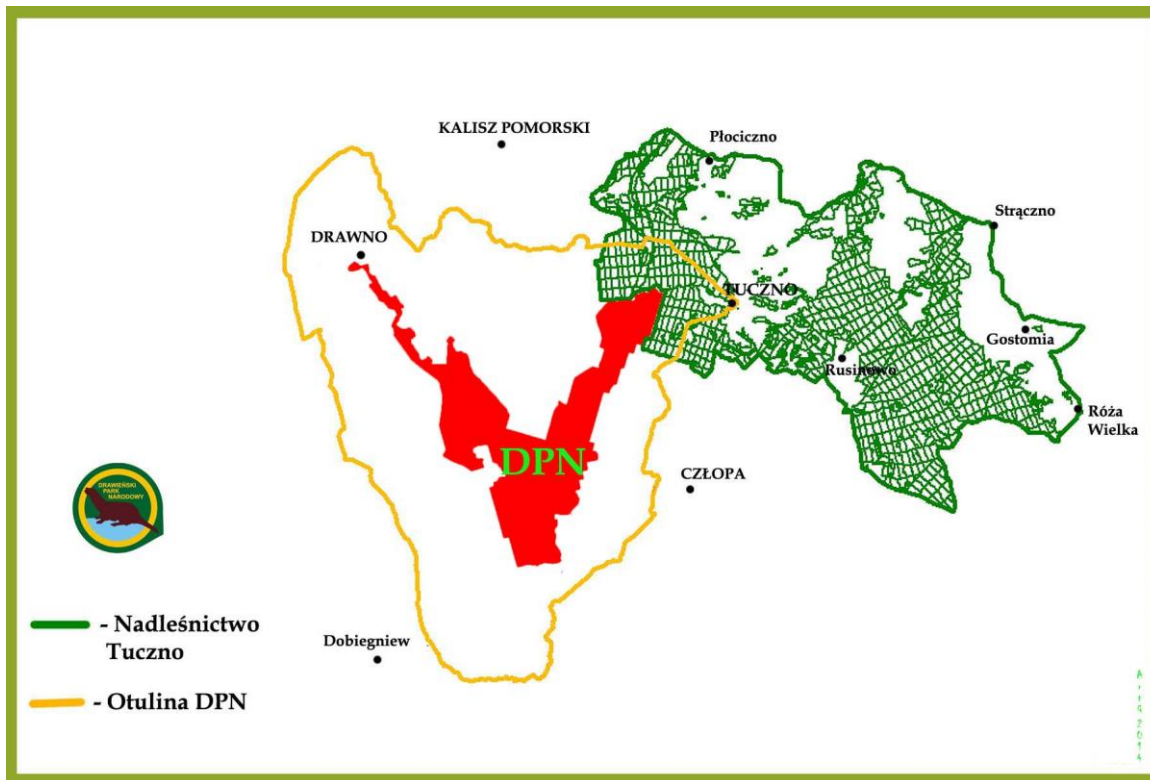 KALISZ POMORSKI
Płociczno
Strączno
DRAWNO
TUCZNO
Gostomia
Rusinowo
Róża
Wielka
DPN
CZŁOPA
DRAWIEŃSKI
PARK
NARODOWY
- Nadleśnictwo
Tuczno
Dobiegniew
- Otulina DPN